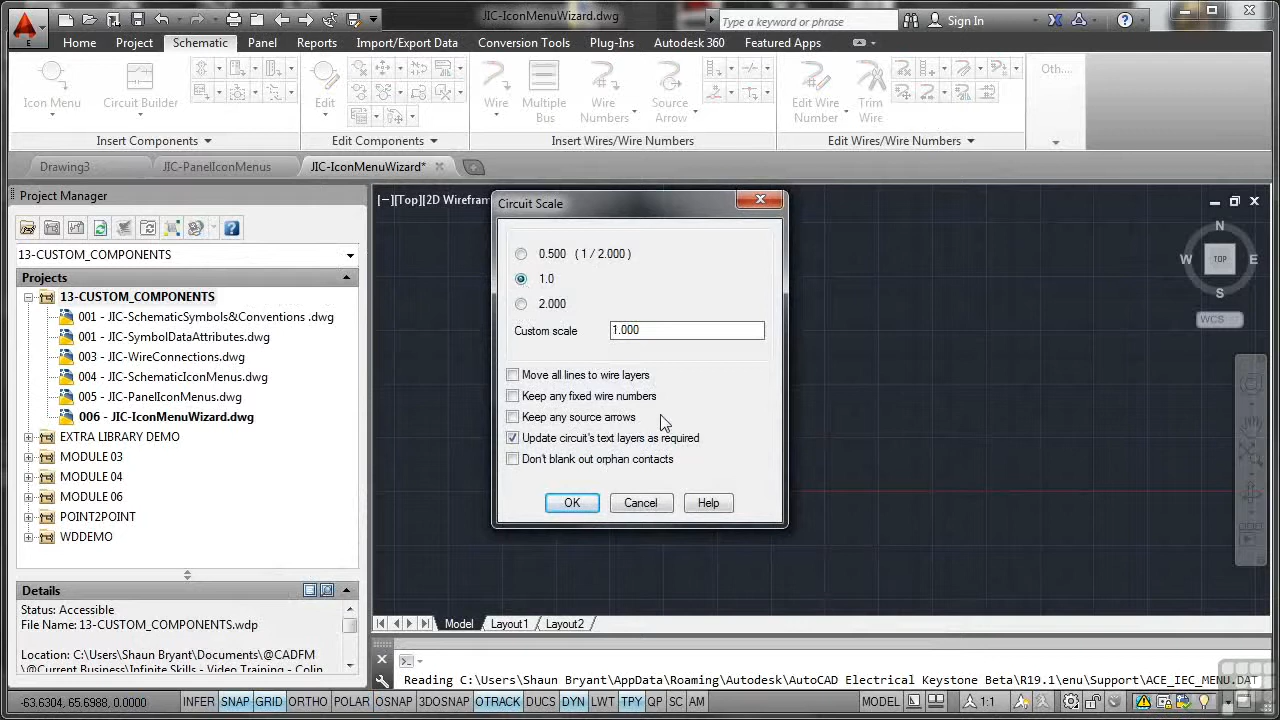 JIC-IconMenuWizard.dwg
Type a keyword or phrase
Sign In
E
Home Project Schematic Panel Reports Import/Export Data Conversion Tools Plug-Ins Autodesk 360 Featured Apps
Icon Menu
Circuit Builder
Edit
Wire
Multiple Bus
Wire Numbers
Source Arrow
Edit Wire Number
Trim Wire
Oth...
Insert Components
Edit Components
Insert Wires/Wire Numbers
Edit Wires/Wire Numbers
Drawing3
JIC-PanelIconMenus
JIC-IconMenuWizard*
Project Manager
13-CUSTOM_COMPONENTS
Projects
13-CUSTOM_COMPONENTS
001 - JIC-SchematicSymbols&Conventions .dwg
001 - JIC-SymbolDataAttributes.dwg
003 - JIC-WireConnections.dwg
004 - JIC-SchematicIconMenus.dwg
005 - JIC-PanelIconMenus.dwg
006 - JIC-IconMenuWizard.dwg
EXTRA LIBRARY DEMO
MODULE 03
MODULE 04
MODULE 06
POINT2POINT
WDDEMO
Details
Status: Accessible
File Name: 13-CUSTOM_COMPONENTS.wdp
Location: C:\Users\Shaun Bryant\Documents\@CADFM
\@Current Business\Infinite Skills - Video Training - Colin
[−][Top][2D Wirefram
Circuit Scale
0.500 ( 1 / 2.000 )
1.0
2.000
Custom scale 1.000
Move all lines to wire layers
Keep any fixed wire numbers
Keep any source arrows
Update circuit's text layers as required
Don't blank out orphan contacts
OK Cancel Help
N
W TOP E
S
WCS
Model Layout1 Layout2
Reading C:\Users\Shaun Bryant\AppData\Roaming\Autodesk\AutoCAD Electrical Keystone Beta\R19.1\enu\Support\ACE_IEC_MENU.DAT
-63.6304, 65.6988, 0.0000 INFER SNAP GRID ORTHO POLAR OSNAP 3DOSNAP OTRACK DUCS DYN LWT TPY QP SC AM MODEL 1:1